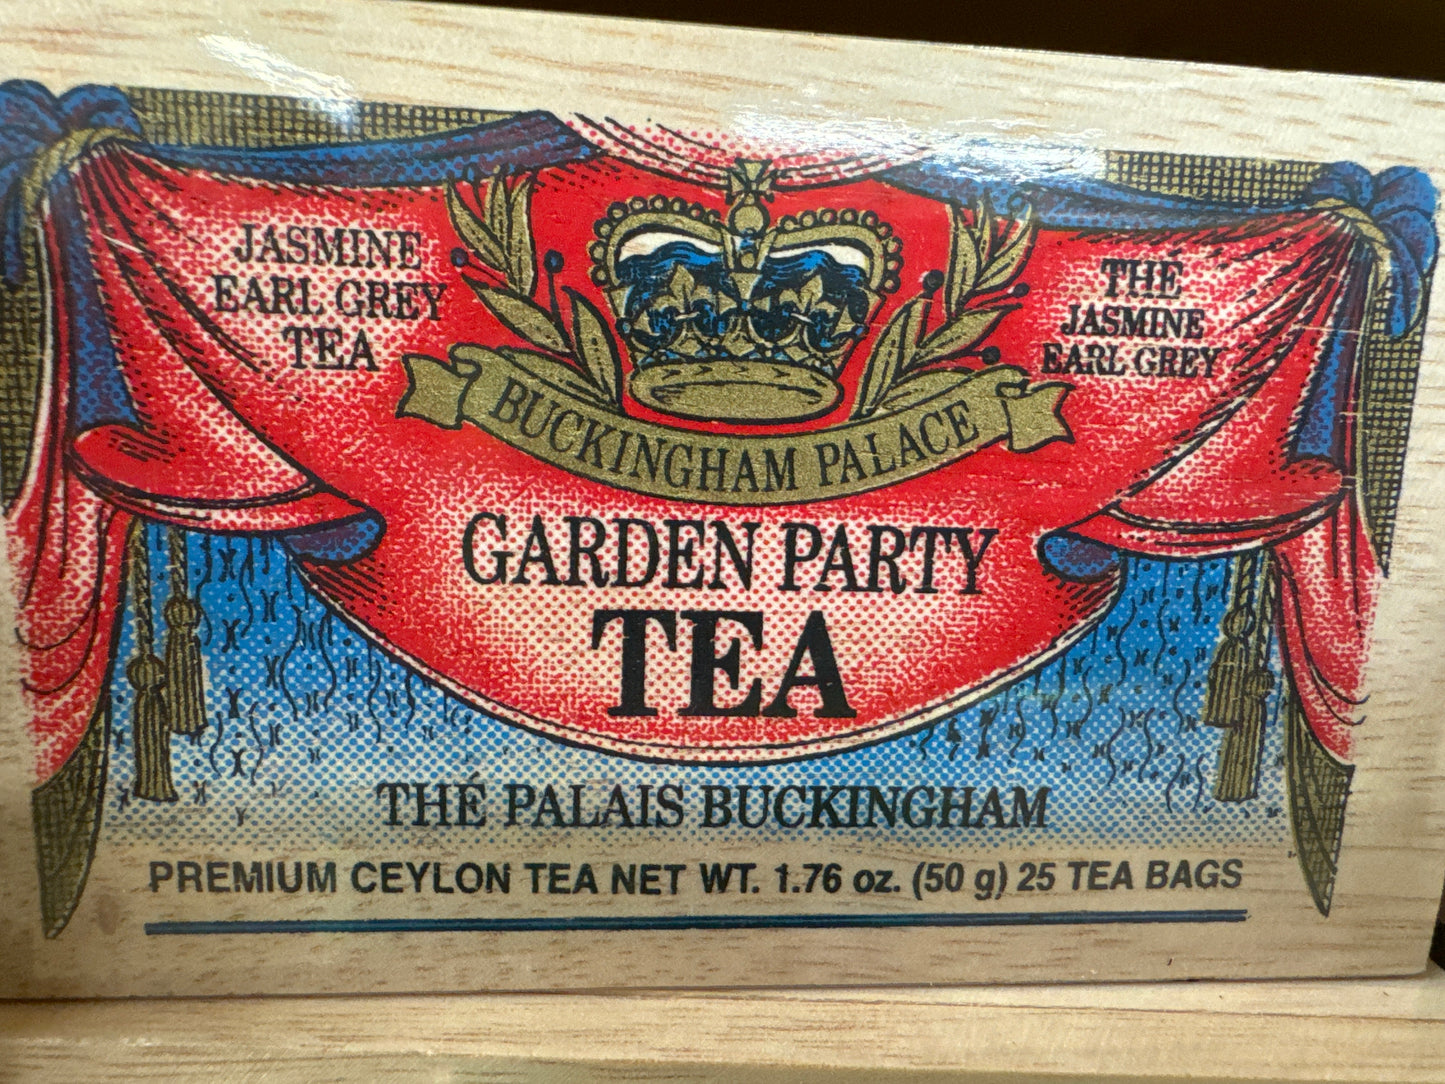 JASMINE
EARL GREY
TEA
THÉ
JASMINE
EARL GREY
BUCKINGHAM PALACE
GARDEN PARTY
TEA
THÉ PALAIS BUCKINGHAM
PREMIUM CEYLON TEA NET WT. 1.76 oz. (50 g) 25 TEA BAGS